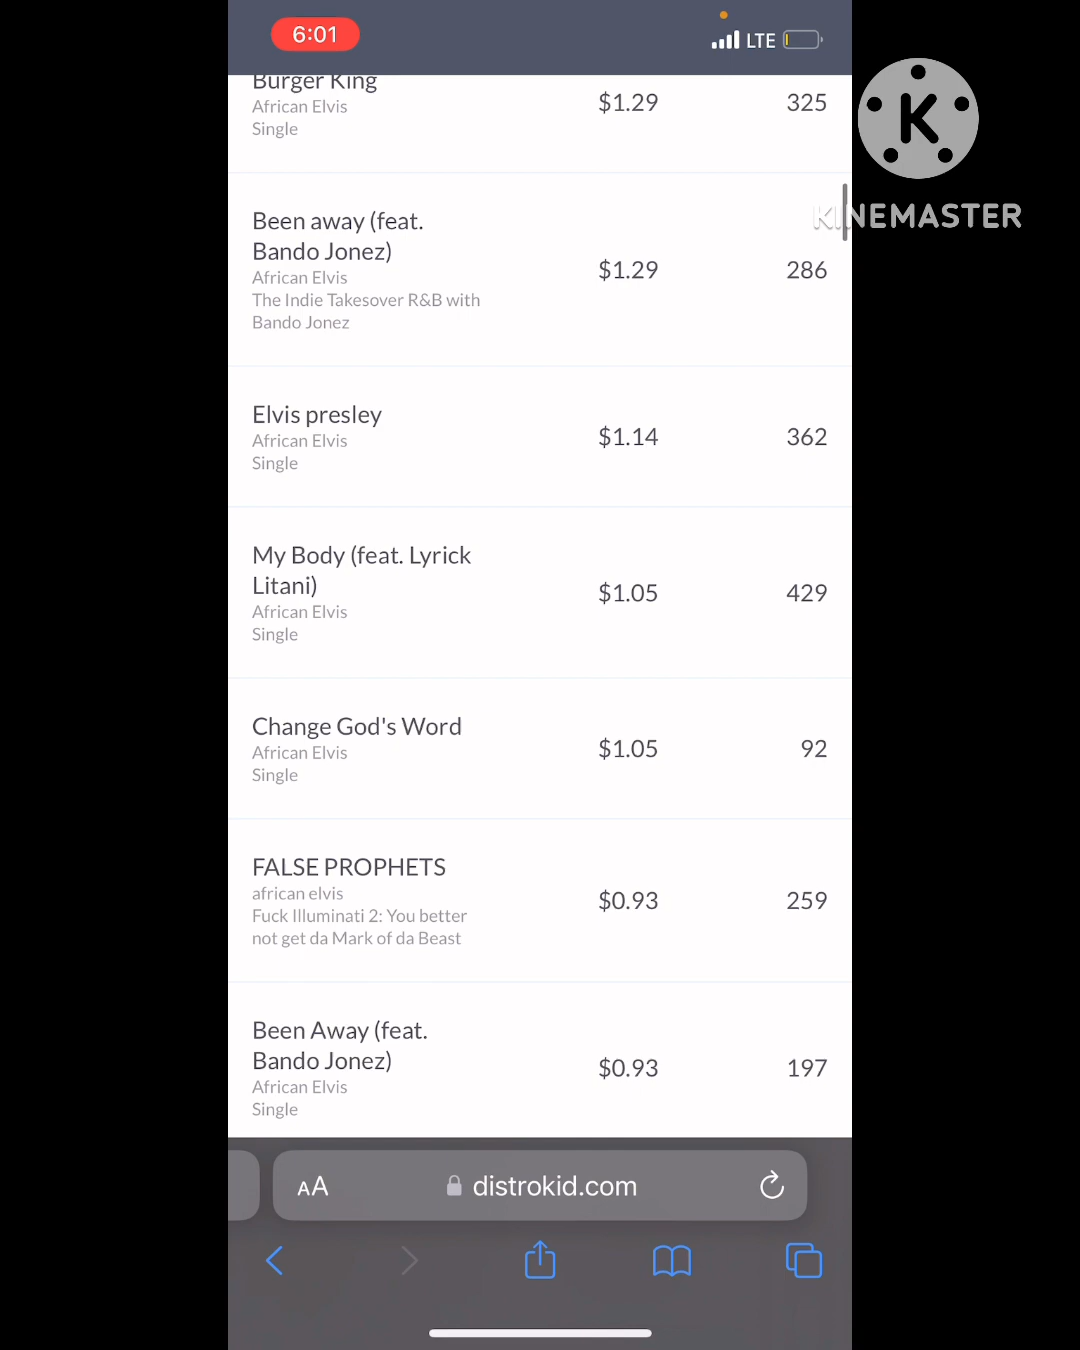 6:01
LTE
Burger King
African Elvis
Single
$1.29
325
K
KINEMASTER
Been away (feat.
Bando Jonez)
African Elvis
The Indie Takesover R&B with
Bando Jonez
$1.29
286
Elvis presley
African Elvis
Single
$1.14
362
My Body (feat. Lyrick
Litani)
African Elvis
Single
$1.05
429
Change God's Word
African Elvis
Single
$1.05
92
FALSE PROPHETS
african elvis
Fuck Illuminati 2: You better
not get da Mark of da Beast
$0.93
259
Been Away (feat.
Bando Jonez)
African Elvis
Single
$0.93
197
AA
distrokid.com